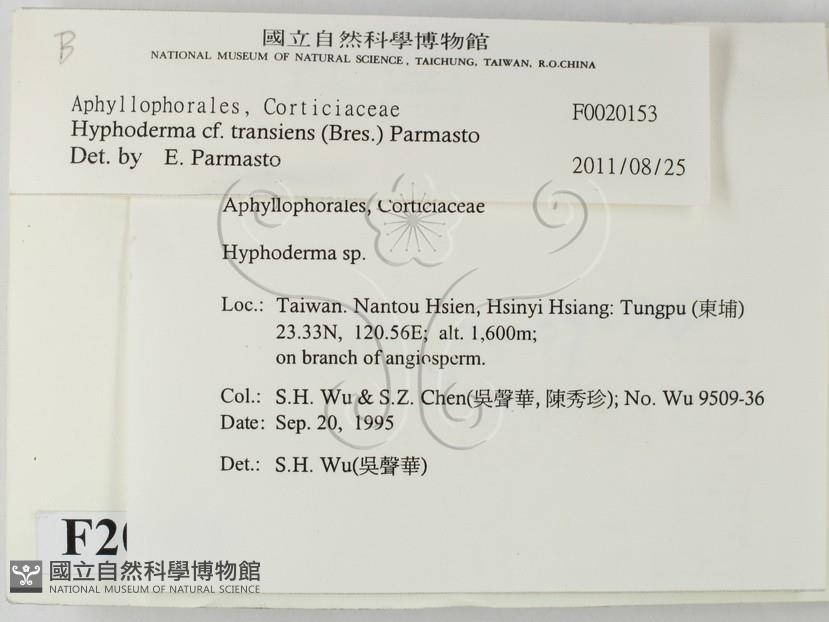 B
國立自然科學博物館
NATIONAL MUSEUM OF NATURAL SCIENCE, TAICHUNG, TAIWAN, R.O.CHINA
Aphyllophorales, Corticiaceae F0020153
Hyphoderma cf. transiens (Bres.) Parmasto
Det. by E. Parmasto 2011/08/25
Aphyllophorales, Corticiaceae
Hyphoderma sp.
Loc.: Taiwan. Nantou Hsien, Hsinyi Hsiang: Tungpu (東埔)
23.33N, 120.56E; alt. 1,600m;
on branch of angiosperm.
Col.: S.H. Wu & S.Z. Chen(吳聲華, 陳秀珍); No. Wu 9509-36
Date: Sep. 20, 1995
Det.: S.H. Wu(吳聲華)
國立自然科學博物館
NATIONAL MUSEUM OF NATURAL SCIENCE